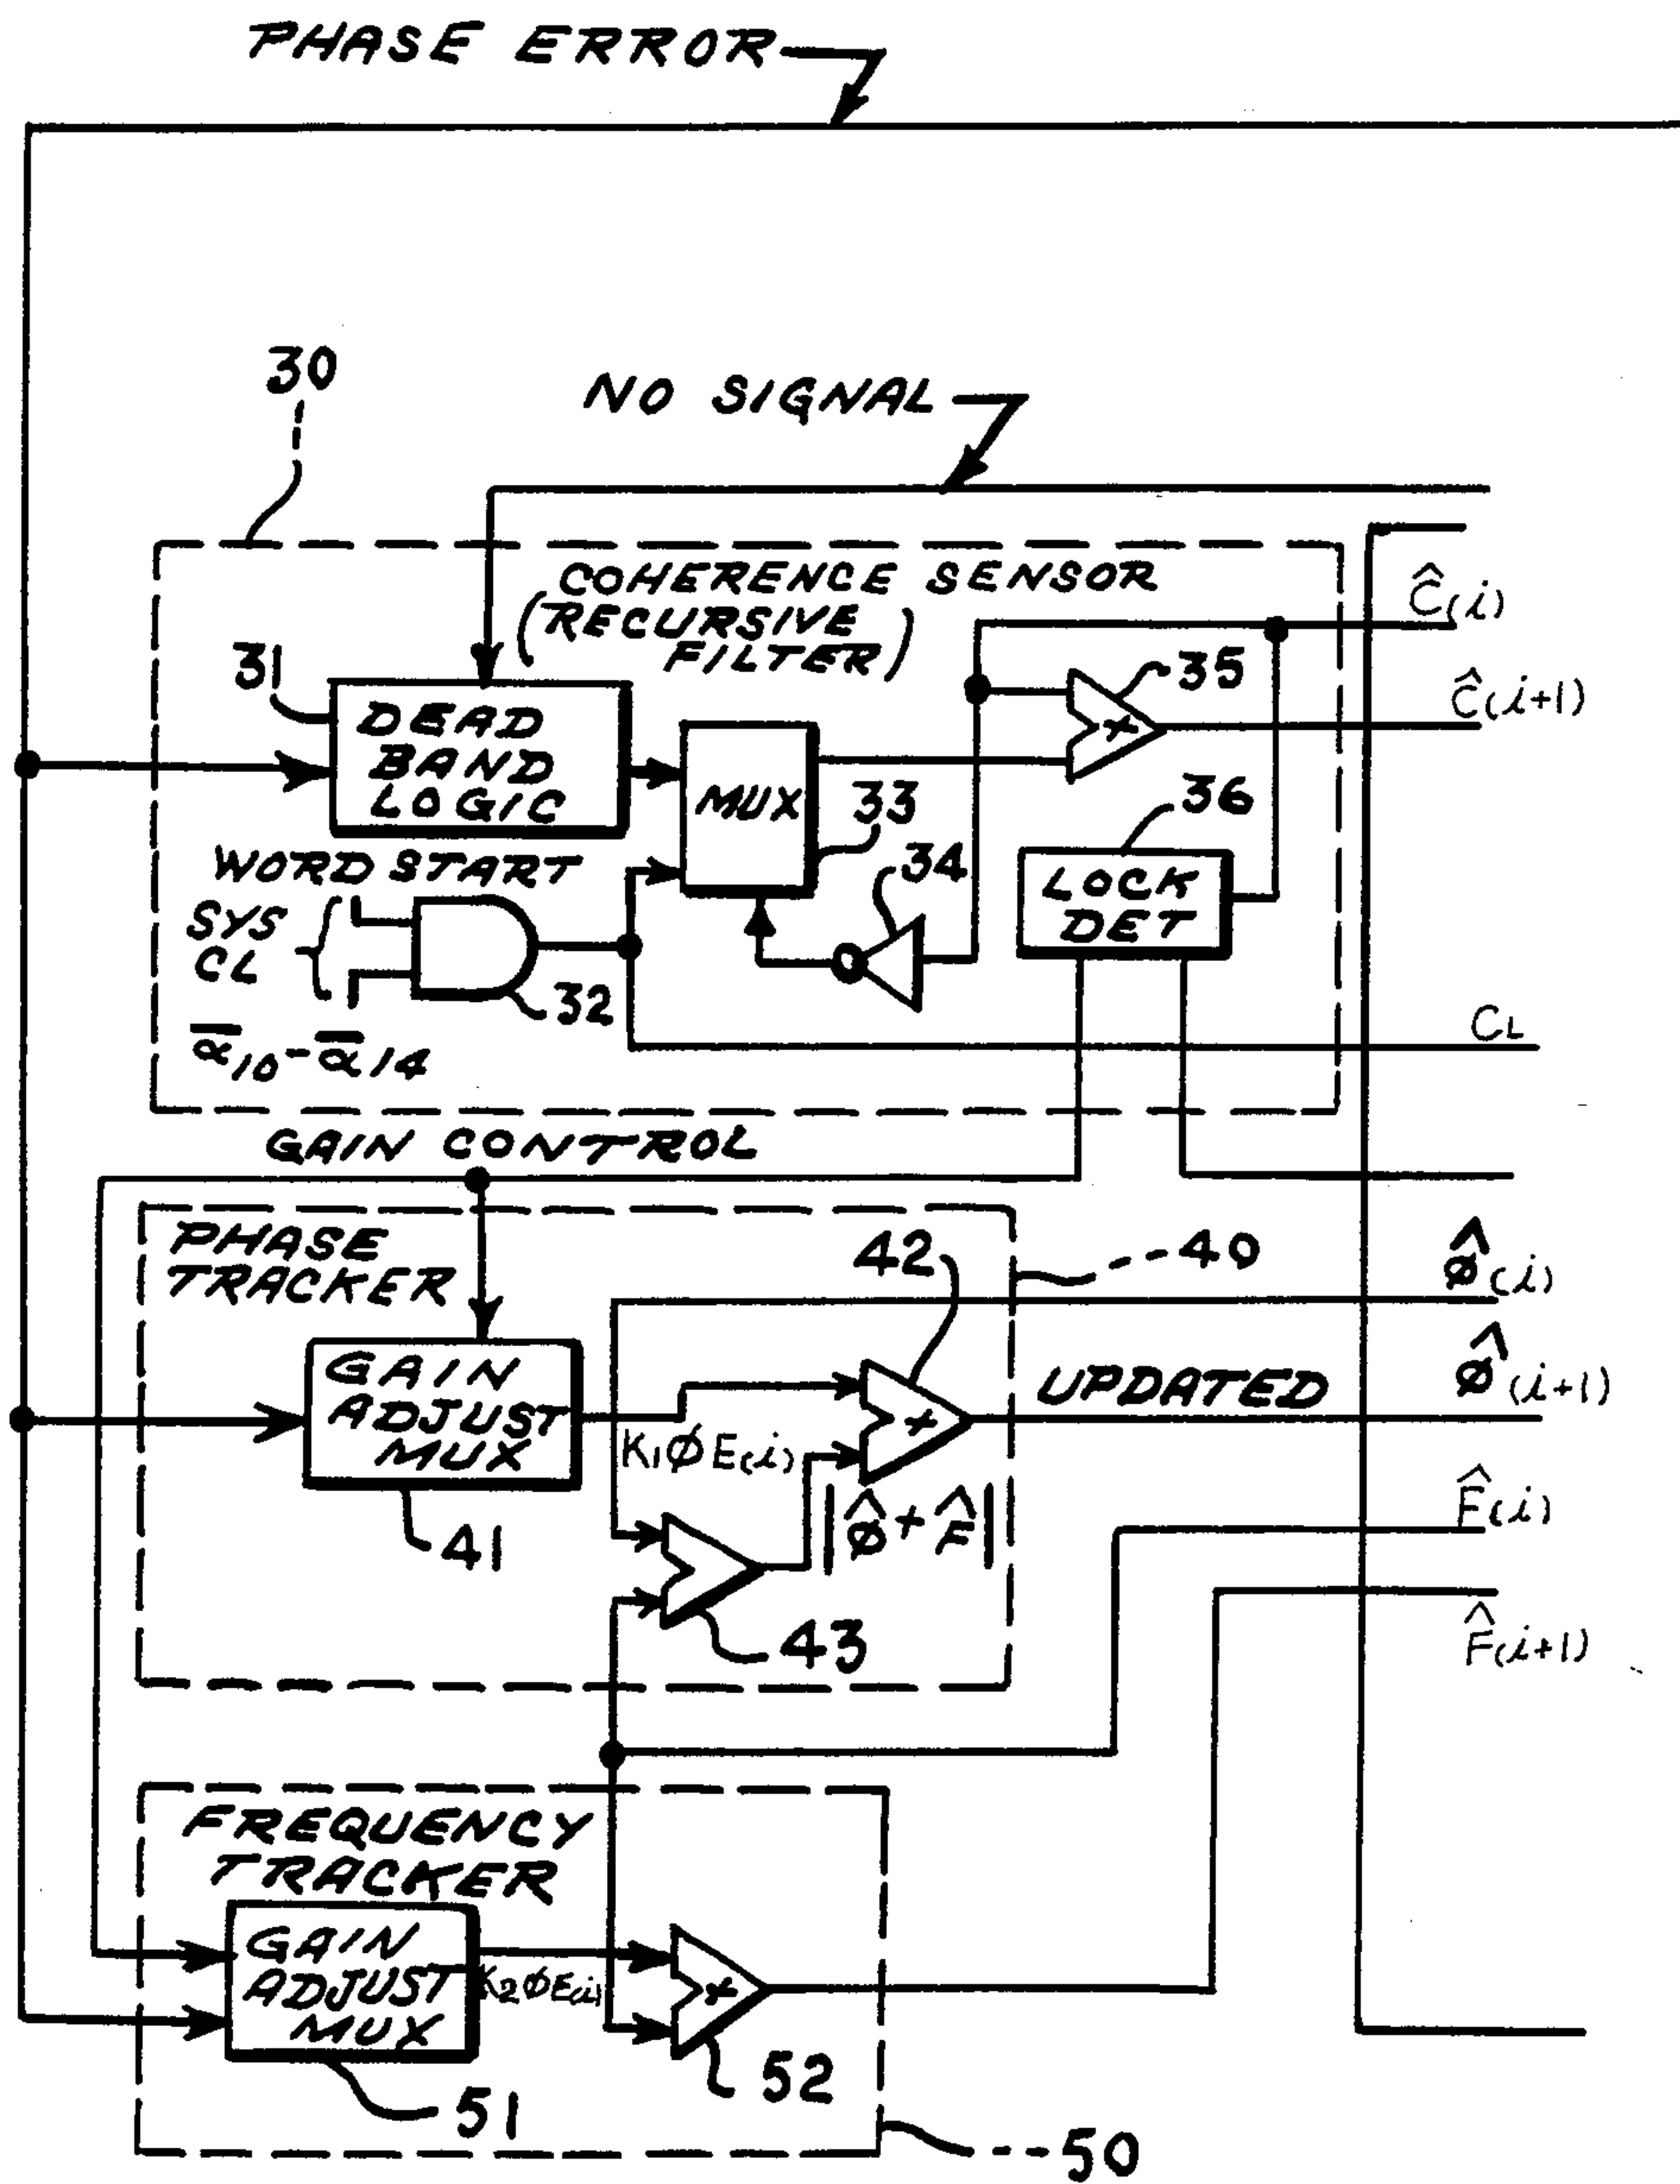 PHASE ERROR
30
NO SIGNAL
COHERENCE SENSOR
(RECURSIVE
FILTER)
Ĉ(i)
31
35
Ĉ(i+1)
DEAD
BAND
LOGIC
MUX
+
33
36
WORD START
34
LOCK
DET
SYS
CL
32
CL
α̅10-α̅14
GAIN CONTROL
PHASE
TRACKER
42
40
φ̂(i)
GAIN
ADJUST
MUX
+
UPDATED
φ̂(i+1)
K1φE(i)
|φ̂+F̂|
F̂(i)
41
43
F̂(i+1)
FREQUENCY
TRACKER
GAIN
ADJUST
MUX
K2φE(i)
+
52
51
50